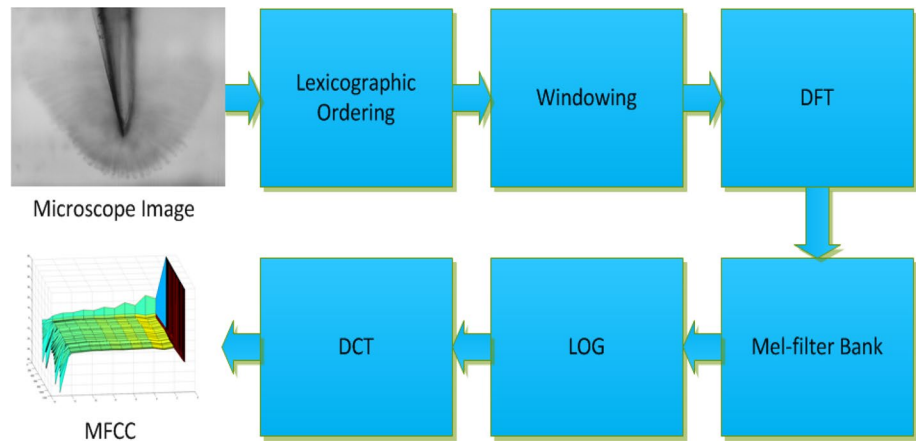 Lexicographic
Ordering
Windowing
DFT
Microscope Image
DCT
LOG
Mel-filter Bank
MFCC